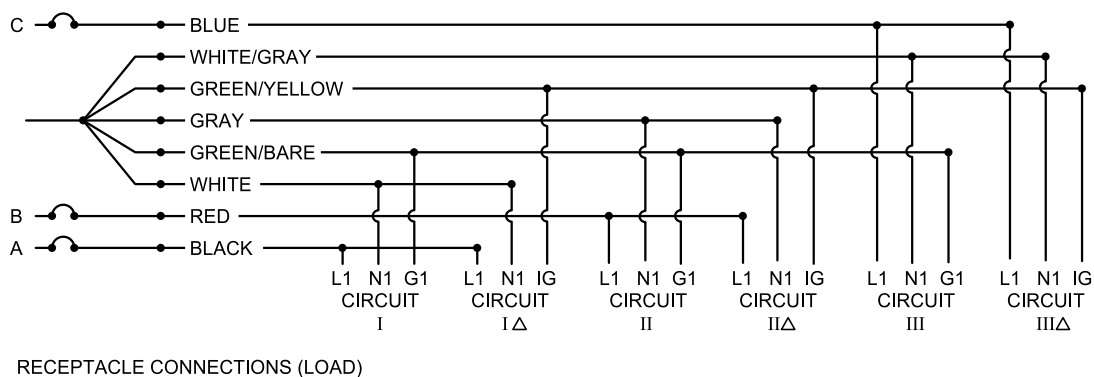 C BLUE
WHITE/GRAY
GREEN/YELLOW
GRAY
GREEN/BARE
WHITE
B RED
A BLACK
L1 N1 G1 L1 N1 IG L1 N1 G1 L1 N1 IG L1 N1 G1 L1 N1 IG
CIRCUIT CIRCUIT CIRCUIT CIRCUIT CIRCUIT CIRCUIT
I I△ II II△ III III△
RECEPTACLE CONNECTIONS (LOAD)